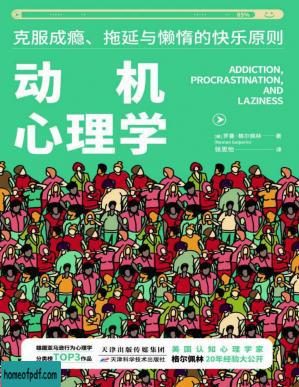 85%
克服成瘾、拖延与懒惰的快乐原则
动机
心理学
ADDICTION,
PROCRASTINATION,
AND
LAZINESS
[美]罗曼·格尔佩林 著
(Roman Gelperin)
张思怡 译
雄踞亚马逊行为心理学
分类榜TOP3作品
天津出版传媒集团
天津科学技术出版社
美国认知心理学家
格尔佩林20年经验大公开
homeofpdf.com